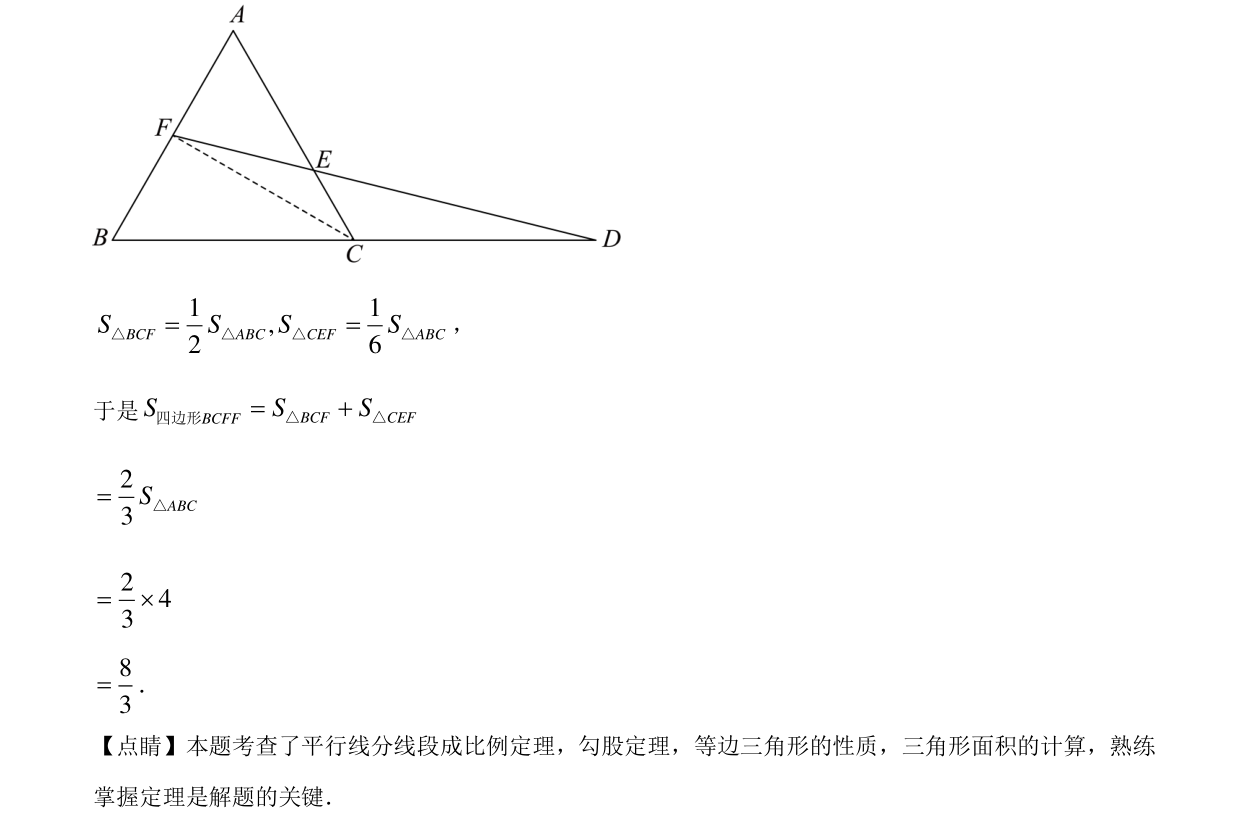 A
F
E
B
C
D
S△BCF = 1/2 S△ABC, S△CEF = 1/6 S△ABC，
于是 S四边形BCFF = S△BCF + S△CEF
= 2/3 S△ABC
= 2/3 × 4
= 8/3．
【点睛】本题考查了平行线分线段成比例定理，勾股定理，等边三角形的性质，三角形面积的计算，熟练
掌握定理是解题的关键．